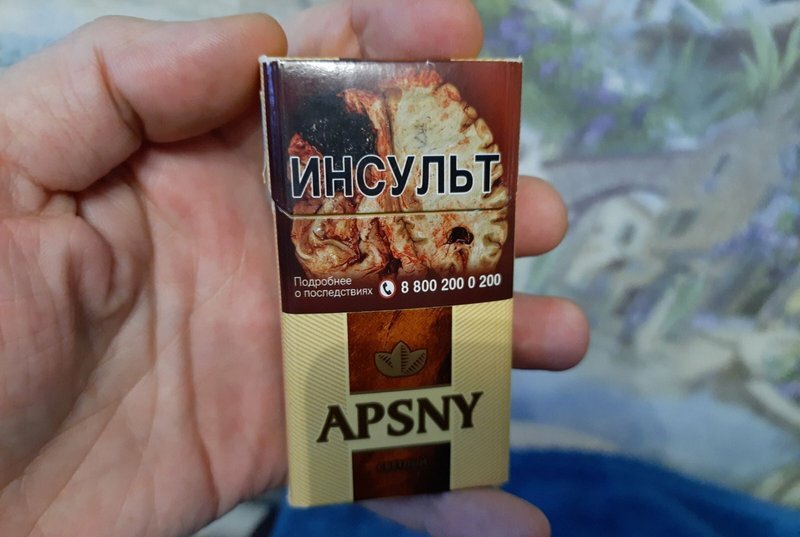 ИНСУЛЬТ
Подробнее
о последствиях 8 800 200 0 200
APSNY